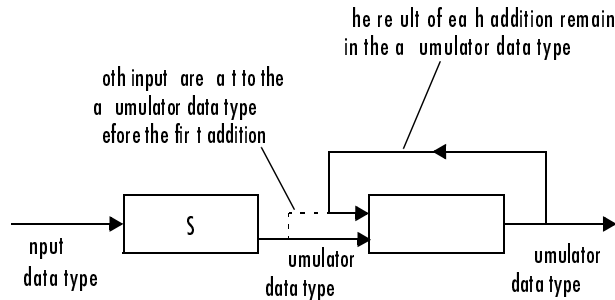 he re ult of ea h addition remain
in the a umulator data type
oth input are a t to the
a umulator data type
efore the fir t addition
S
nput
data type
umulator
data type
umulator
data type